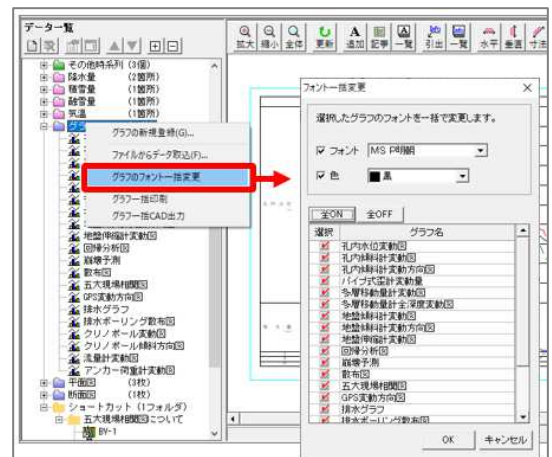 データ一覧
拡大 縮小 全体 更新 追加 記事 一覧 引出 一覧 水平 垂直 寸法
その他時系列 (3個)
降水量 (2箇所)
積雪量 (1箇所)
融雪量 (1箇所)
気温 (1箇所)
グラフの新規登録(G)...
ファイルからデータ取込(F)...
グラフのフォント一括変更
グラフ一括印刷
グラフ一括CAD出力
地盤伸縮計変動図
回帰分析図
崩壊予測
散布図
五大現場相関図
GPS変動方向図
排水グラフ
排水ボーリング散布図
クリノポール変動図
クリノポール傾斜方向図
流量計変動図
アンカー荷重計変動図
平面図 (3枚)
断面図 (1枚)
ショートカット (1フォルダ)
五大現場相関図について
BV-1
フォント一括変更
選択したグラフのフォントを一括で変更します。
フォント MS P明朝
色 黒
全ON 全OFF
選択 グラフ名
孔内水位変動図
孔内傾斜計変動図
孔内傾斜計変動方向図
パイプ式歪計変動量
多層移動量計変動図
多層移動量計全深度変動図
地盤傾斜計変動図
地盤傾斜計変動方向図
地盤伸縮計変動図
回帰分析図
崩壊予測
散布図
五大現場相関図
GPS変動方向図
排水グラフ
排水ボーリング散布図
OK キャンセル